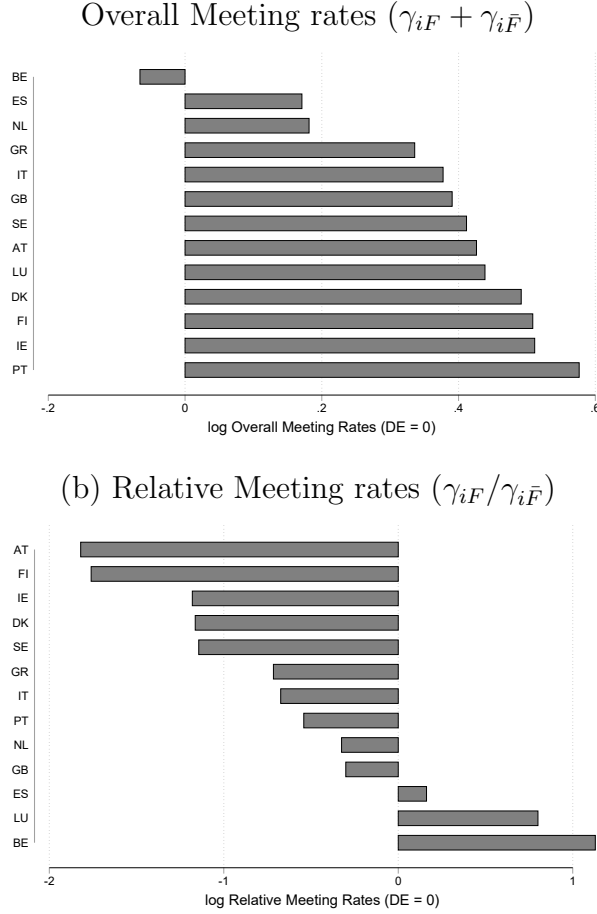 Overall Meeting rates (γ_{iF} + γ_{iF̄})
BE
ES
NL
GR
IT
GB
SE
AT
LU
DK
FI
IE
PT
-.2 0 .2 .4 .6
log Overall Meeting Rates (DE = 0)
(b) Relative Meeting rates (γ_{iF}/γ_{iF̄})
AT
FI
IE
DK
SE
GR
IT
PT
NL
GB
ES
LU
BE
-2 -1 0 1
log Relative Meeting Rates (DE = 0)